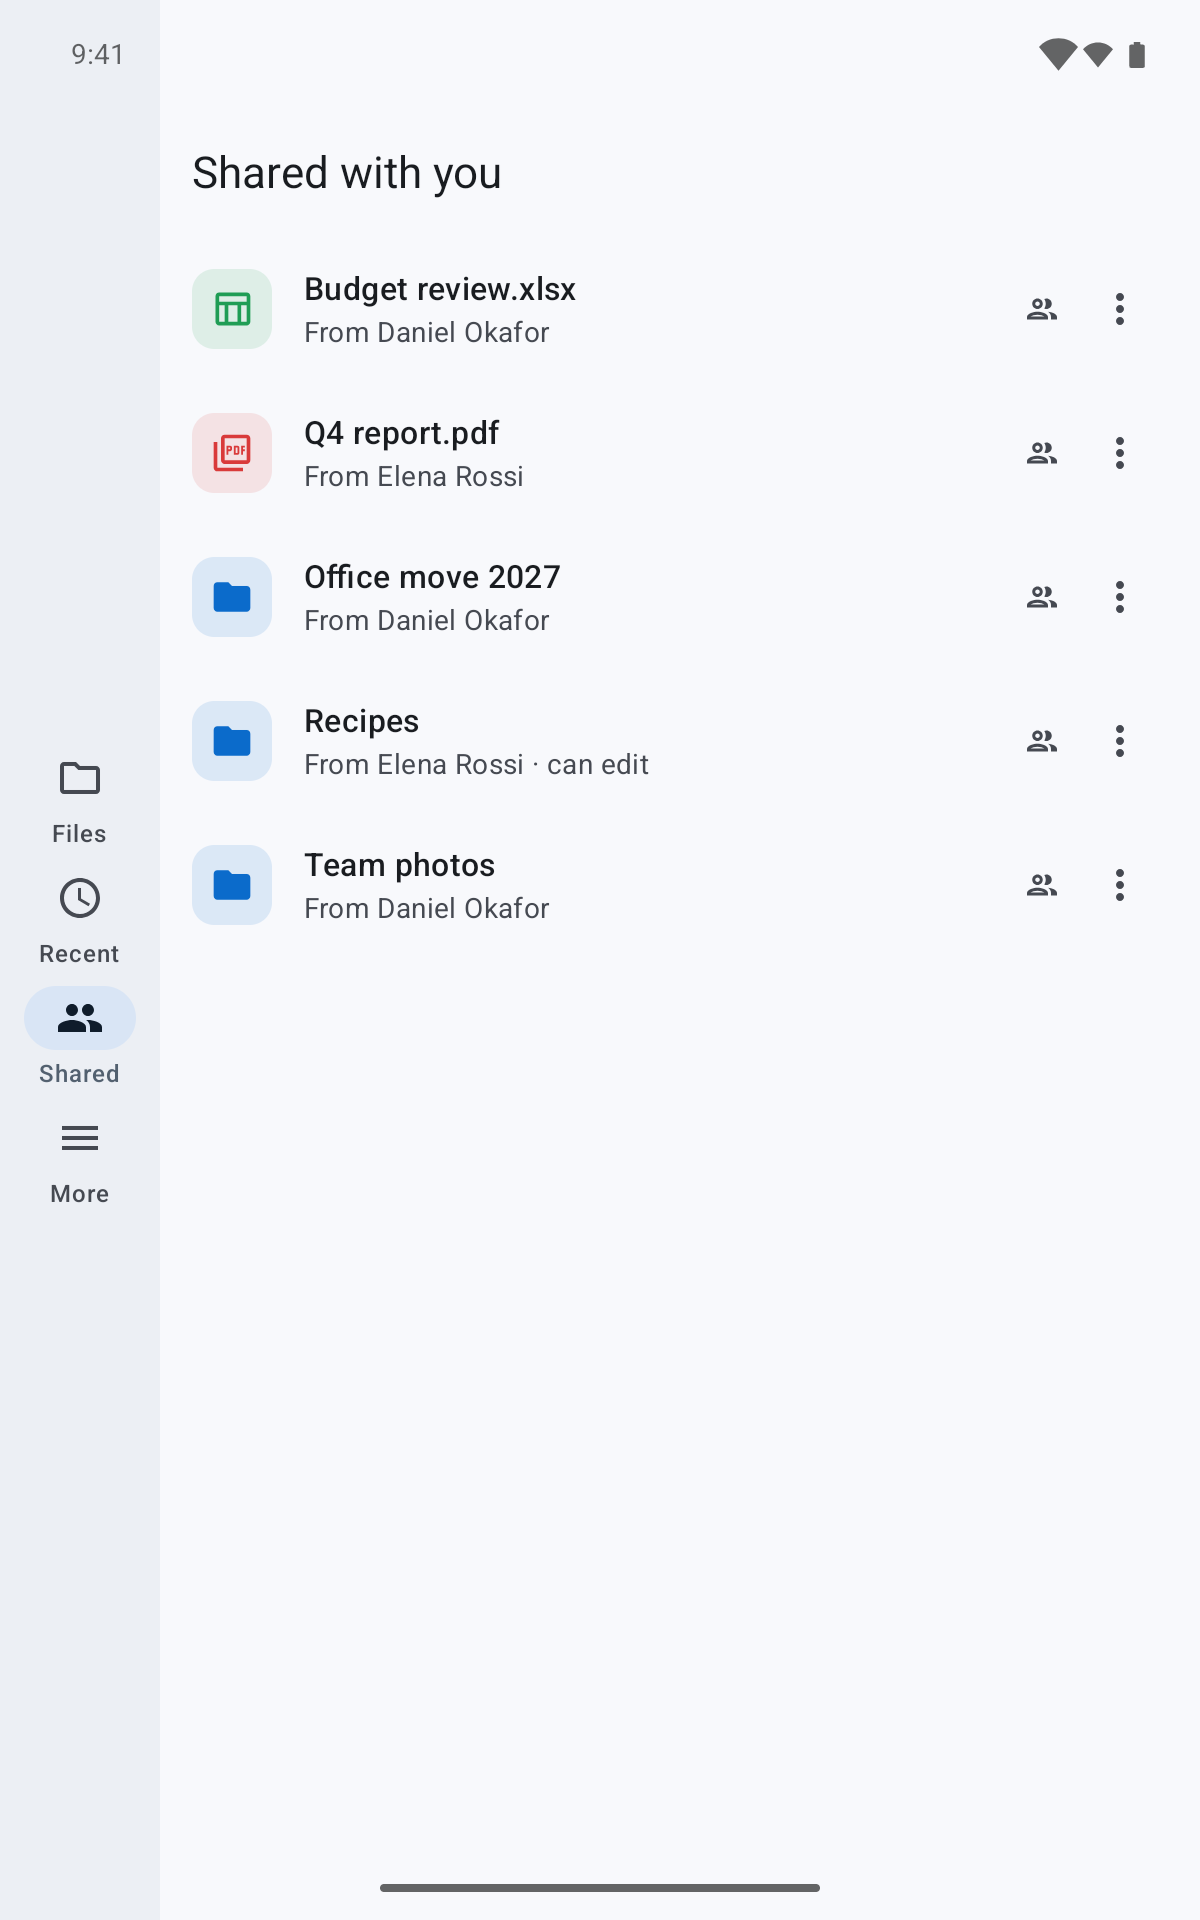 9:41
Shared with you
Budget review.xlsx
From Daniel Okafor
PDF
Q4 report.pdf
From Elena Rossi
Office move 2027
From Daniel Okafor
Recipes
From Elena Rossi · can edit
Team photos
From Daniel Okafor
Files
Recent
Shared
More